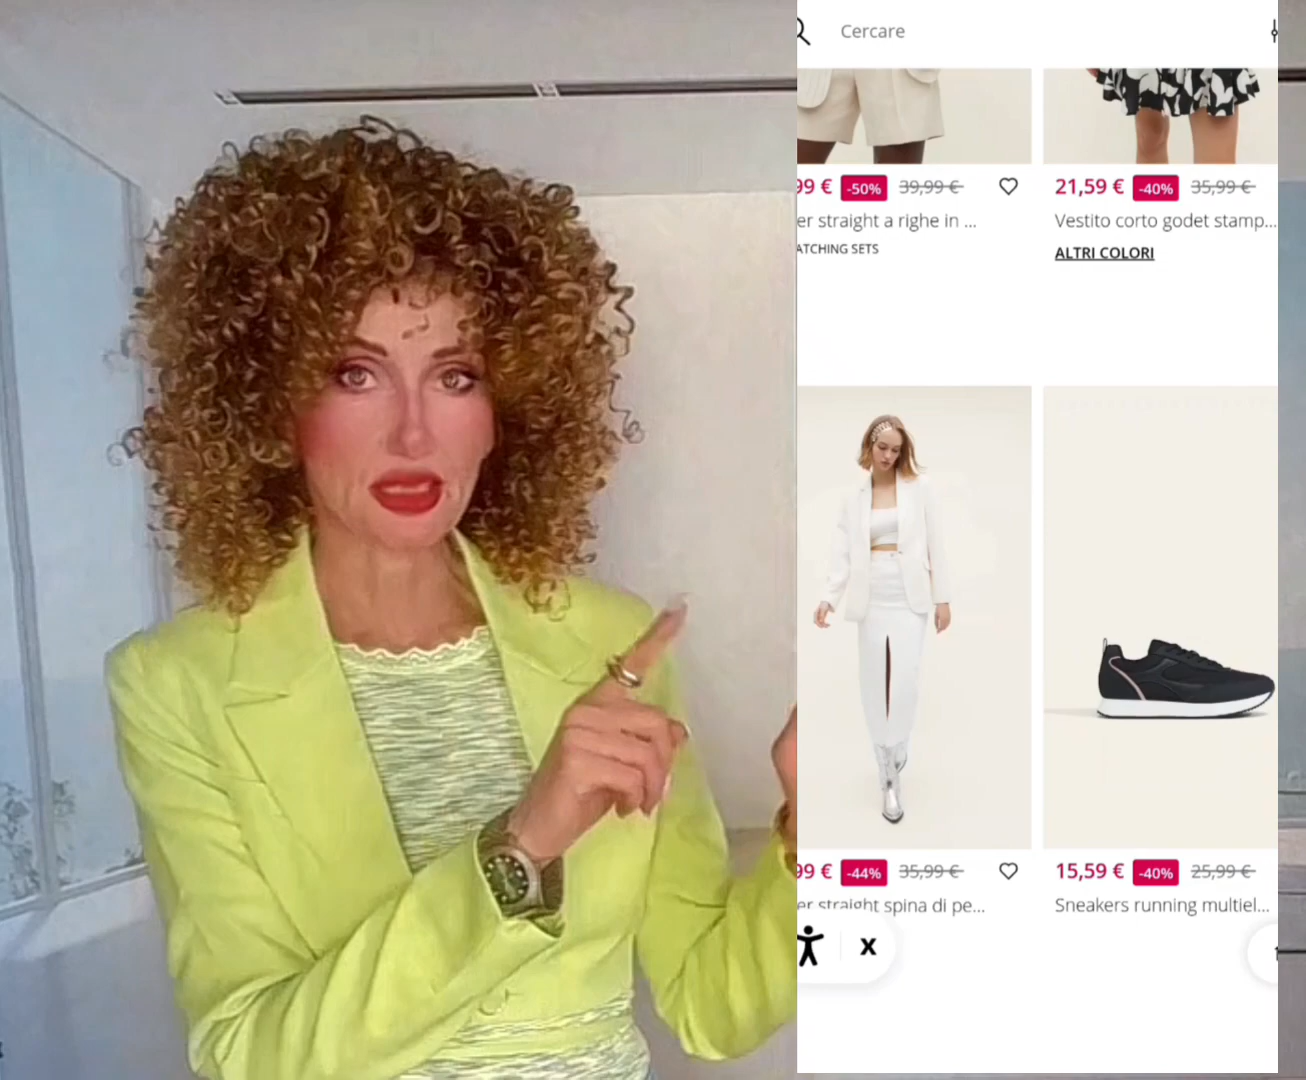 Cercare
99 € -50% 39,99 €
21,59 € -40% 35,99 €
er straight a righe in ...
Vestito corto godet stamp...
ATCHING SETS
ALTRI COLORI
99 € -44% 35,99 €
15,59 € -40% 25,99 €
er straight spina di pe...
Sneakers running multiel...
X